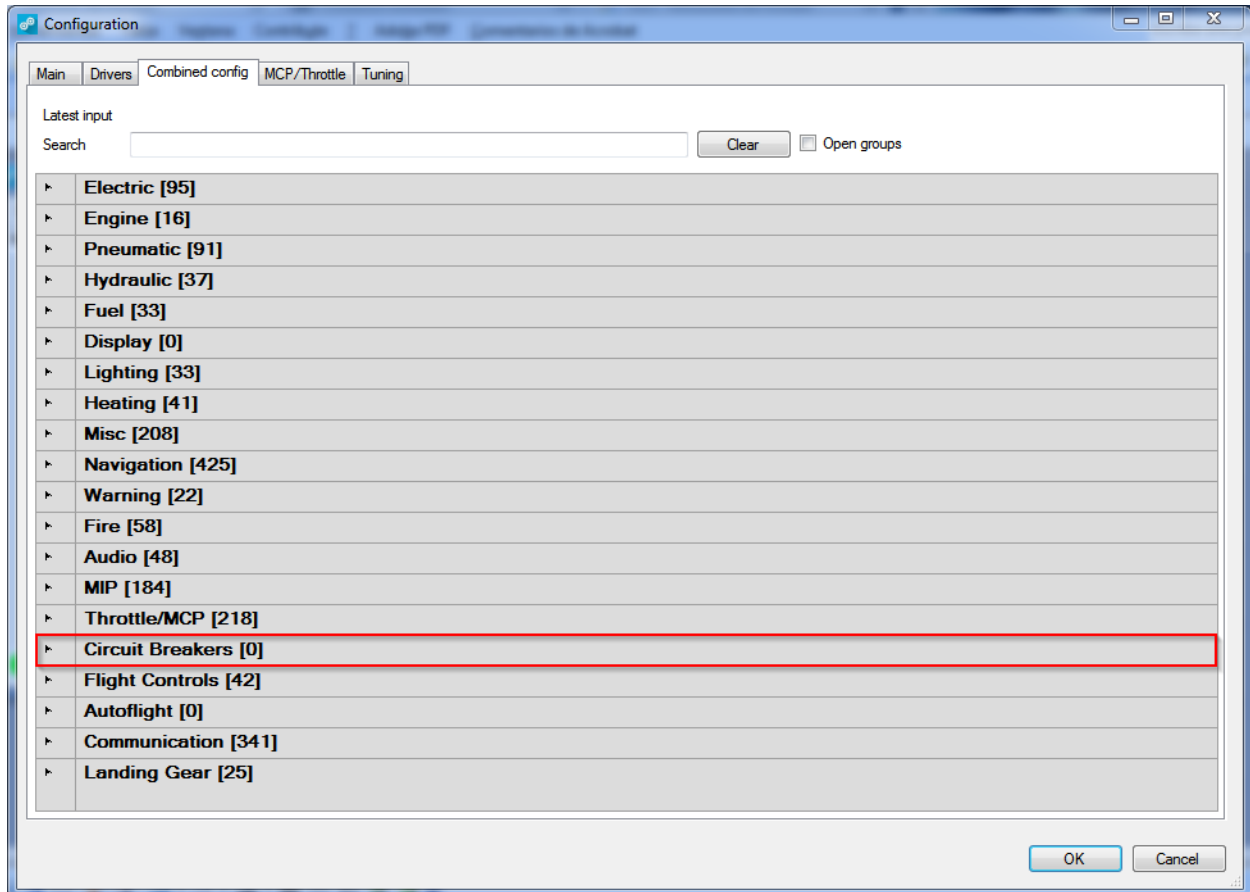 Configuration
Main Drivers Combined config MCP/Throttle Tuning
Latest input
Search Clear Open groups
Electric [95]
Engine [16]
Pneumatic [91]
Hydraulic [37]
Fuel [33]
Display [0]
Lighting [33]
Heating [41]
Misc [208]
Navigation [425]
Warning [22]
Fire [58]
Audio [48]
MIP [184]
Throttle/MCP [218]
Circuit Breakers [0]
Flight Controls [42]
Autoflight [0]
Communication [341]
Landing Gear [25]
OK Cancel